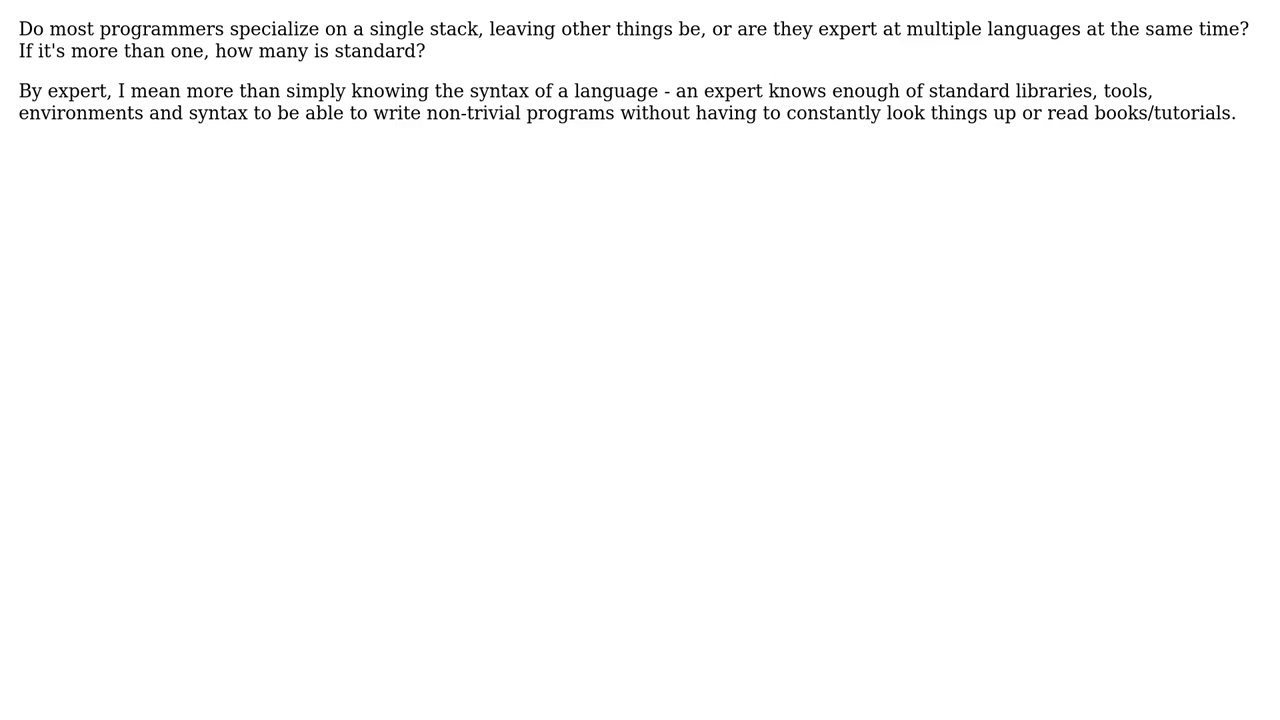 Do most programmers specialize on a single stack, leaving other things be, or are they expert at multiple languages at the same time?
If it's more than one, how many is standard?
By expert, I mean more than simply knowing the syntax of a language - an expert knows enough of standard libraries, tools,
environments and syntax to be able to write non-trivial programs without having to constantly look things up or read books/tutorials.